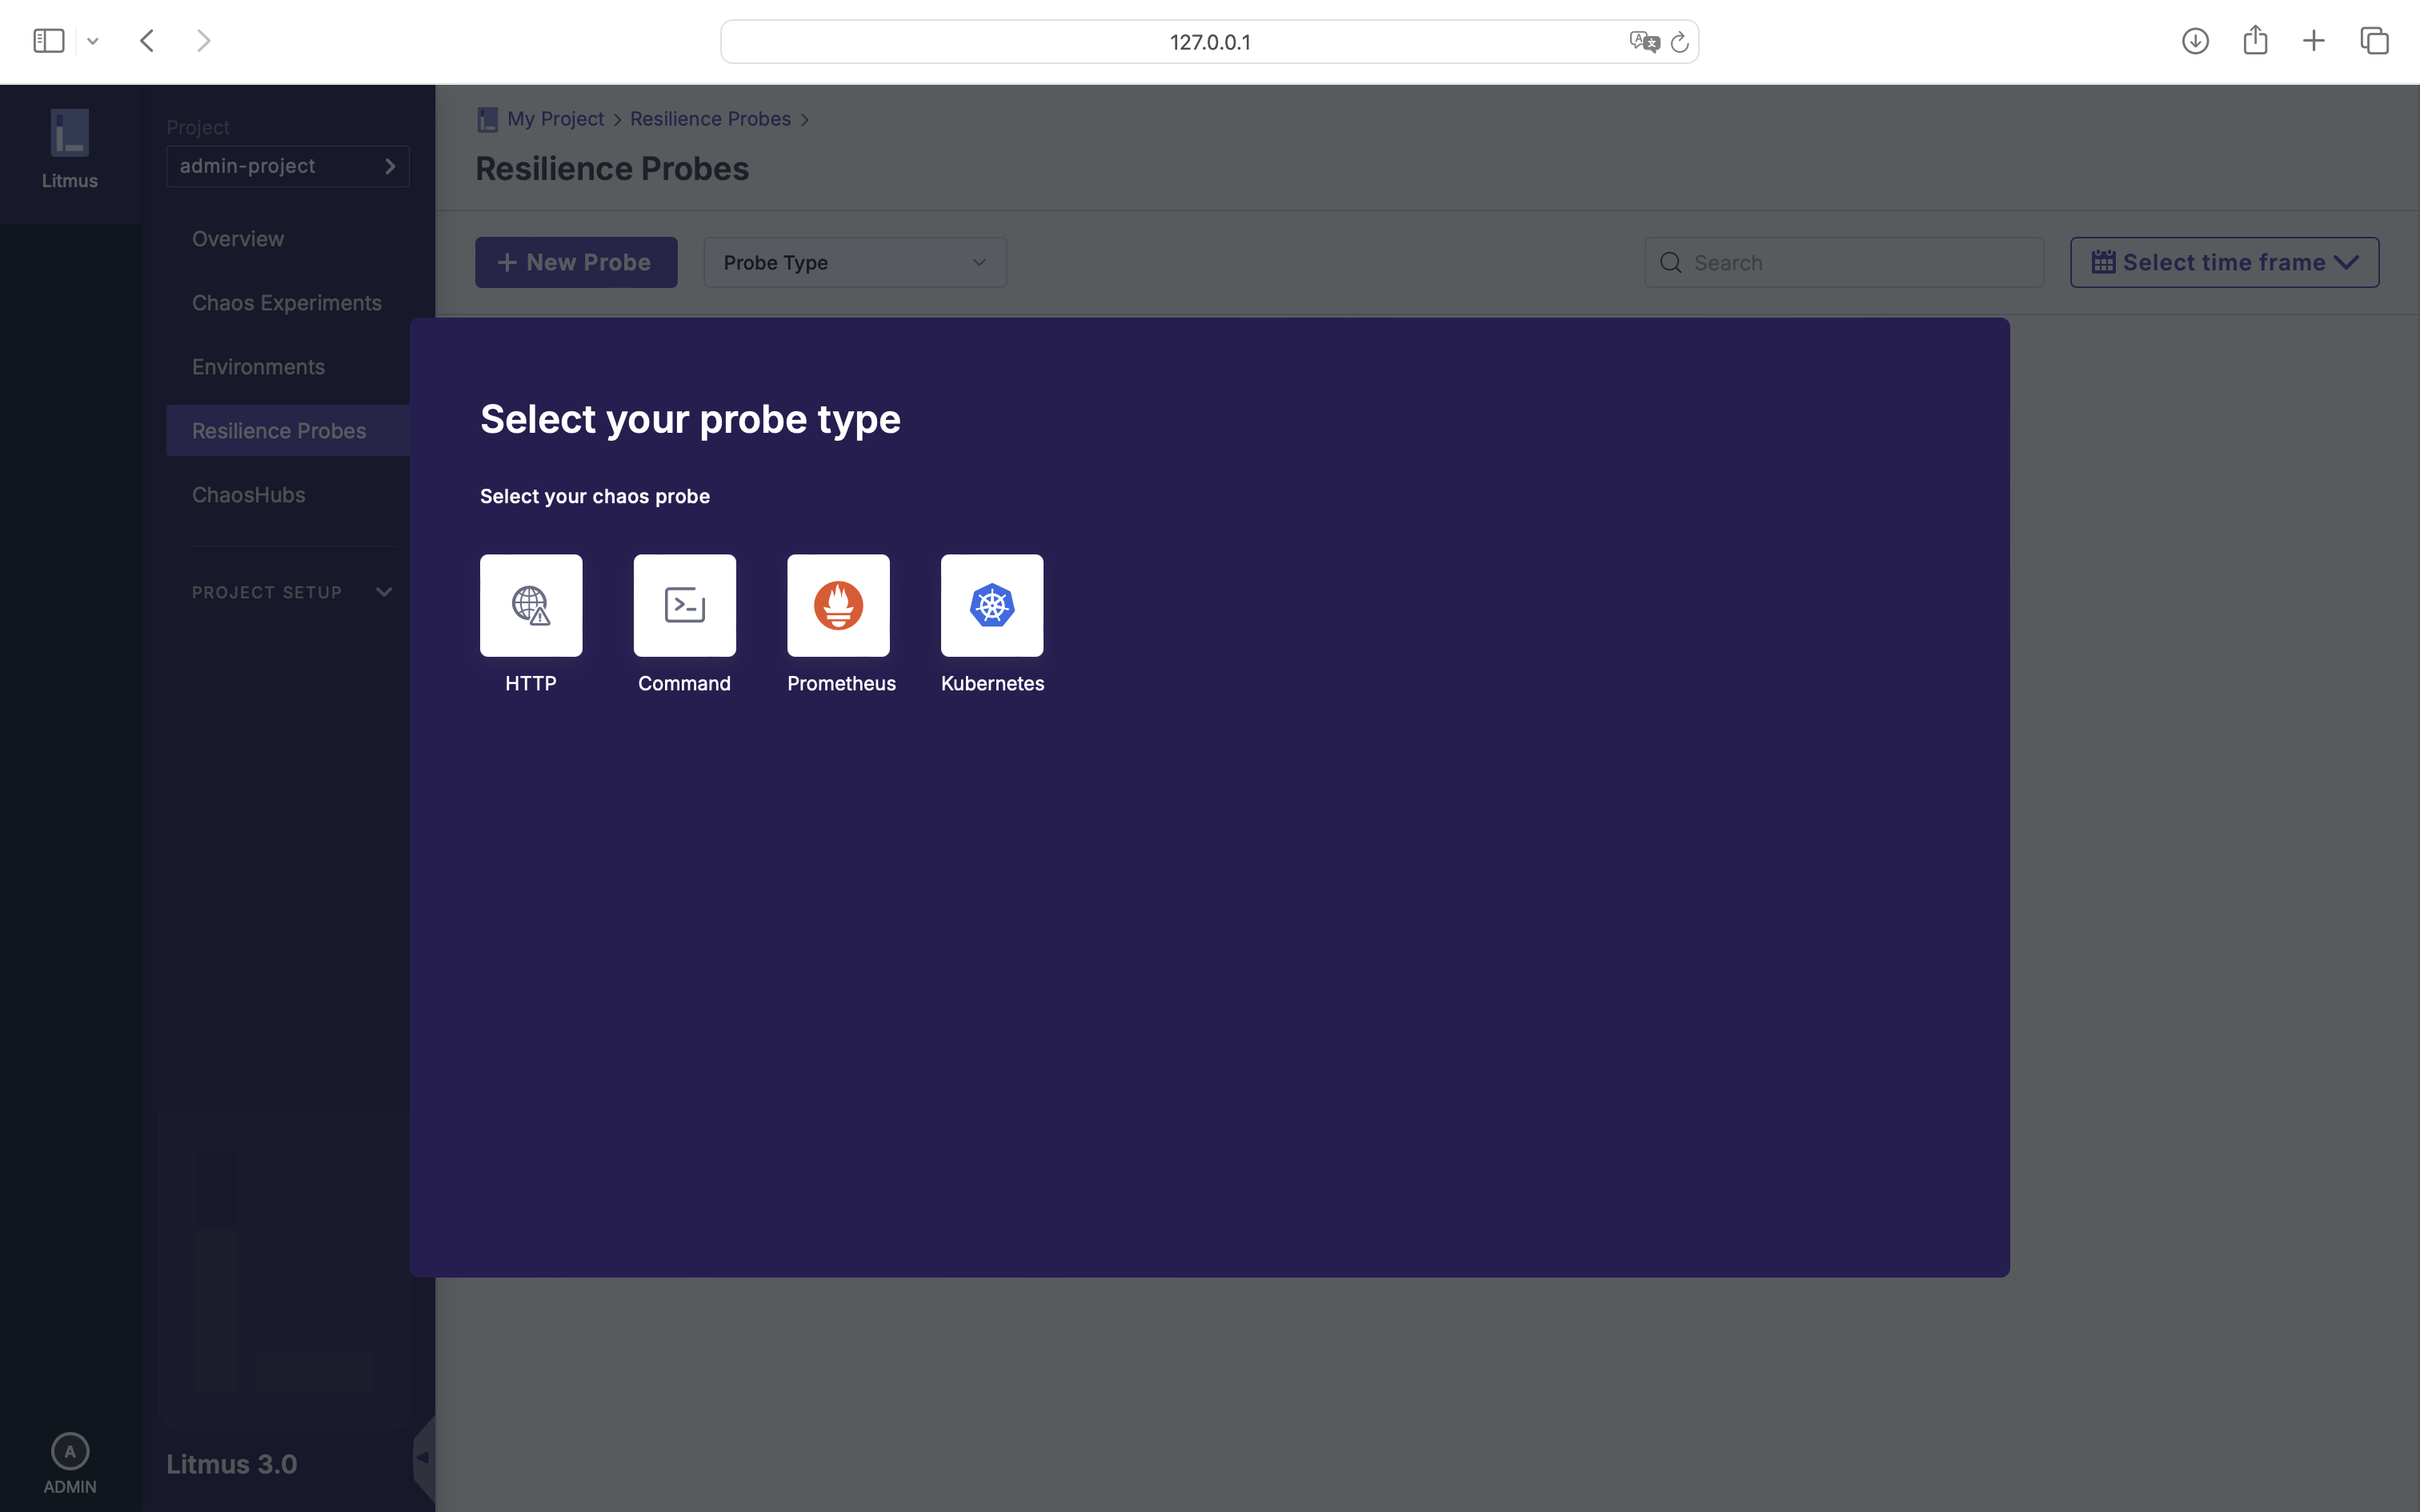 127.0.0.1
Litmus
Project
admin-project
Overview
Chaos Experiments
Environments
Resilience Probes
ChaosHubs
PROJECT SETUP
Litmus 3.0
A
ADMIN
My Project > Resilience Probes >
Resilience Probes
+ New Probe
Probe Type
Search
Select time frame
Select your probe type
Select your chaos probe
HTTP
Command
Prometheus
Kubernetes